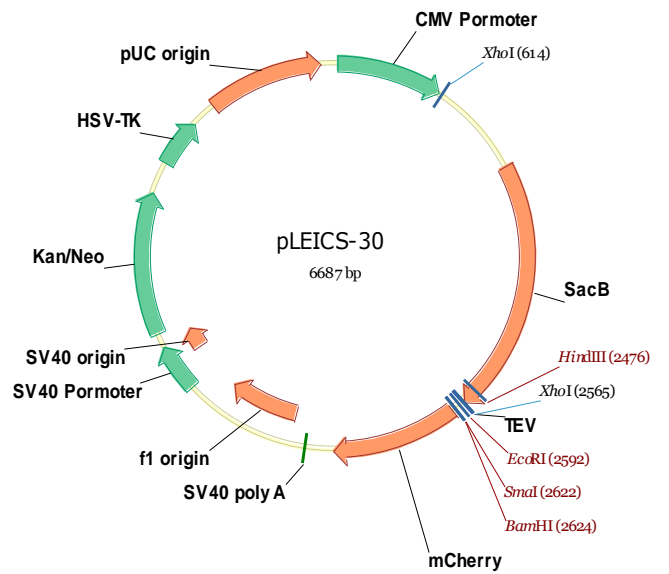 CMV Pormoter
XhoI (614)
pUC origin
HSV-TK
pLEICS-30
6687 bp
Kan/Neo
SacB
HindIII (2476)
SV40 origin
XhoI (2565)
SV40 Pormoter
TEV
EcoRI (2592)
f1 origin
SmaI (2622)
SV40 poly A
BamHI (2624)
mCherry